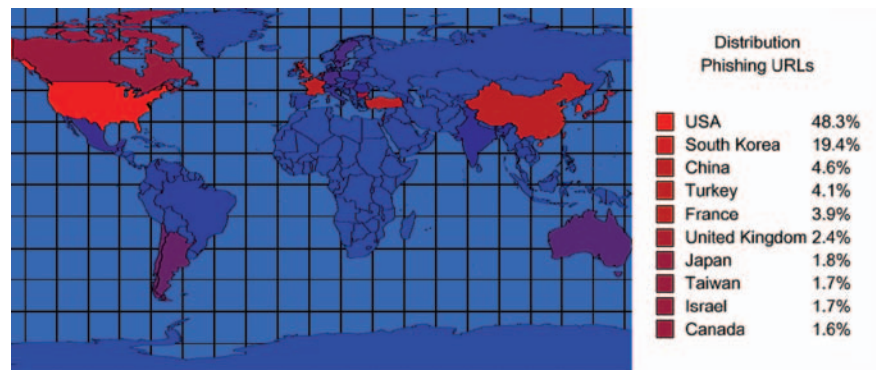 Distribution
Phishing URLs
USA 48.3%
South Korea 19.4%
China 4.6%
Turkey 4.1%
France 3.9%
United Kingdom 2.4%
Japan 1.8%
Taiwan 1.7%
Israel 1.7%
Canada 1.6%